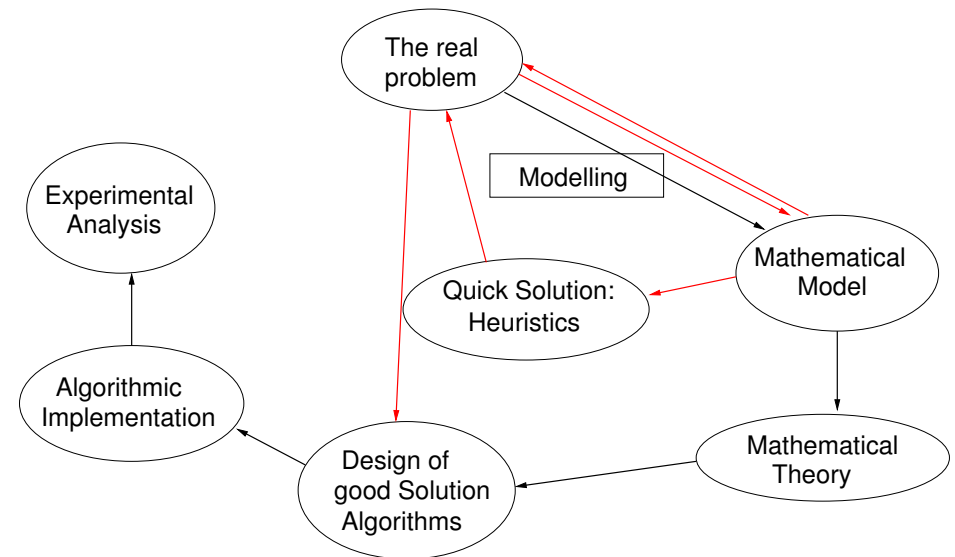 The real
problem
Modelling
Experimental
Analysis
Mathematical
Model
Quick Solution:
Heuristics
Algorithmic
Implementation
Mathematical
Theory
Design of
good Solution
Algorithms